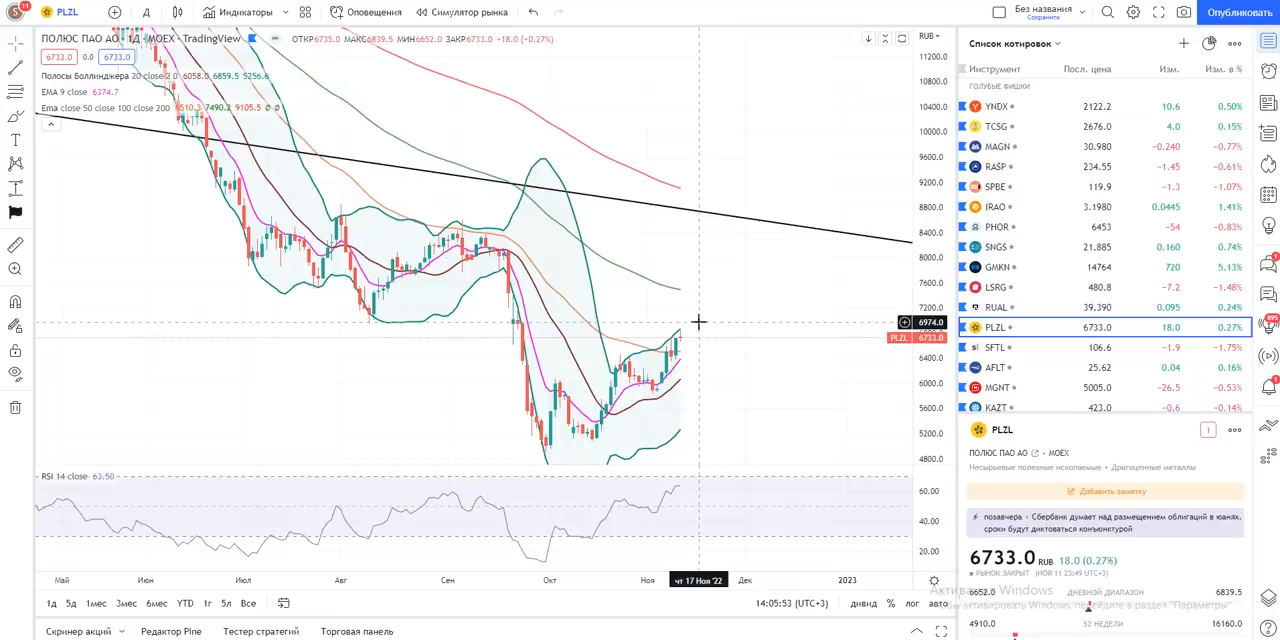 S 11 PLZL Д Индикаторы Оповещения Симулятор рынка Без названия Сохранить Опубликовать
ПОЛЮС ПАО АО · 1Д · MOEX · TradingView ОТКР6735.0 МАКС6839.5 МИН6652.0 ЗАКР6733.0 +18.0 (+0.27%)
6733.0 0.0 6733.0
Полосы Боллинджера 20 close 2 0 6058.0 6859.5 5256.6
EMA 9 close 6374.7
Ema close 50 close 100 close 200 6510.3 7490.2 9105.5 ∅ ∅
RUB
11200.0
10800.0
10400.0
10000.0
9600.0
9200.0
8800.0
8400.0
8000.0
7600.0
7200.0
6974.0
PLZL 6733.0
6400.0
6000.0
5600.0
5200.0
4800.0
RSI 14 close 63.50
60.00
40.00
20.00
Май Июн Июл Авг Сен Окт Ноя чт 17 Ноя '22 Дек 2023
1д 5д 1мес 3мес 6мес YTD 1г 5л Все 14:05:53 (UTC+3) дивид % лог авто
Скринер акций Редактор Pine Тестер стратегий Торговая панель
Список котировок
Инструмент Посл. цена Изм. Изм. в %
ГОЛУБЫЕ ФИШКИ
YNDX 2122.2 10.6 0.50%
TCSG 2676.0 4.0 0.15%
MAGN 30.980 −0.240 −0.77%
RASP 234.55 −1.45 −0.61%
SPBE 119.9 −1.3 −1.07%
IRAO 3.1980 0.0445 1.41%
PHOR 6453 −54 −0.83%
SNGS 21.885 0.160 0.74%
GMKN 14764 720 5.13%
LSRG 480.8 −7.2 −1.48%
RUAL 39.390 0.095 0.24%
PLZL 6733.0 18.0 0.27%
SFTL 106.6 −1.9 −1.75%
AFLT 25.62 0.04 0.16%
MGNT 5005.0 −26.5 −0.53%
KAZT 423.0 −0.6 −0.14%
PLZL 1
ПОЛЮС ПАО АО · MOEX
Несырьевые полезные ископаемые · Драгоценные металлы
Добавить заметку
позавчера · Сбербанк думает над размещением облигаций в юанях,
сроки будут диктоваться конъюнктурой
6733.0 RUB 18.0 (0.27%)
РЫНОК ЗАКРЫТ (НОЯ 11 23:49 UTC+3)
6652.0 ДНЕВНОЙ ДИАПАЗОН 6839.5
4910.0 52 НЕДЕЛИ 16160.0
1
895
1